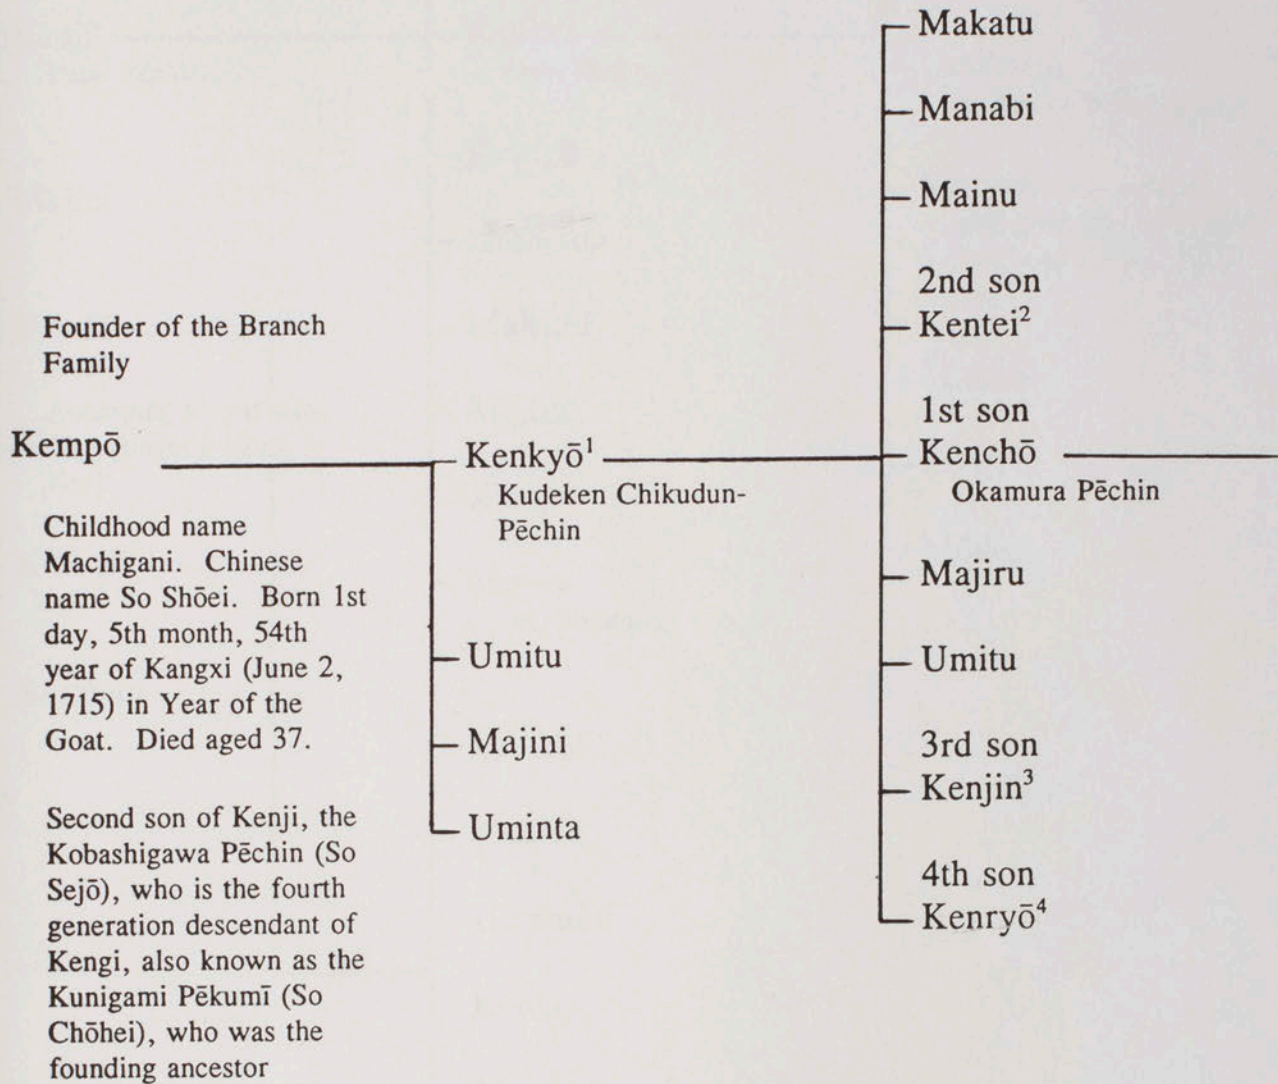 Founder of the Branch
Family
Kempō
Childhood name
Machigani. Chinese
name So Shōei. Born 1st
day, 5th month, 54th
year of Kangxi (June 2,
1715) in Year of the
Goat. Died aged 37.
Second son of Kenji, the
Kobashigawa Pēchin (So
Sejō), who is the fourth
generation descendant of
Kengi, also known as the
Kunigami Pēkumī (So
Chōhei), who was the
founding ancestor
Kenkyō¹
Kudeken Chikudun-
Pēchin
Umitu
Majini
Uminta
Makatu
Manabi
Mainu
2nd son
Kentei²
1st son
Kenchō
Okamura Pēchin
Majiru
Umitu
3rd son
Kenjin³
4th son
Kenryō⁴